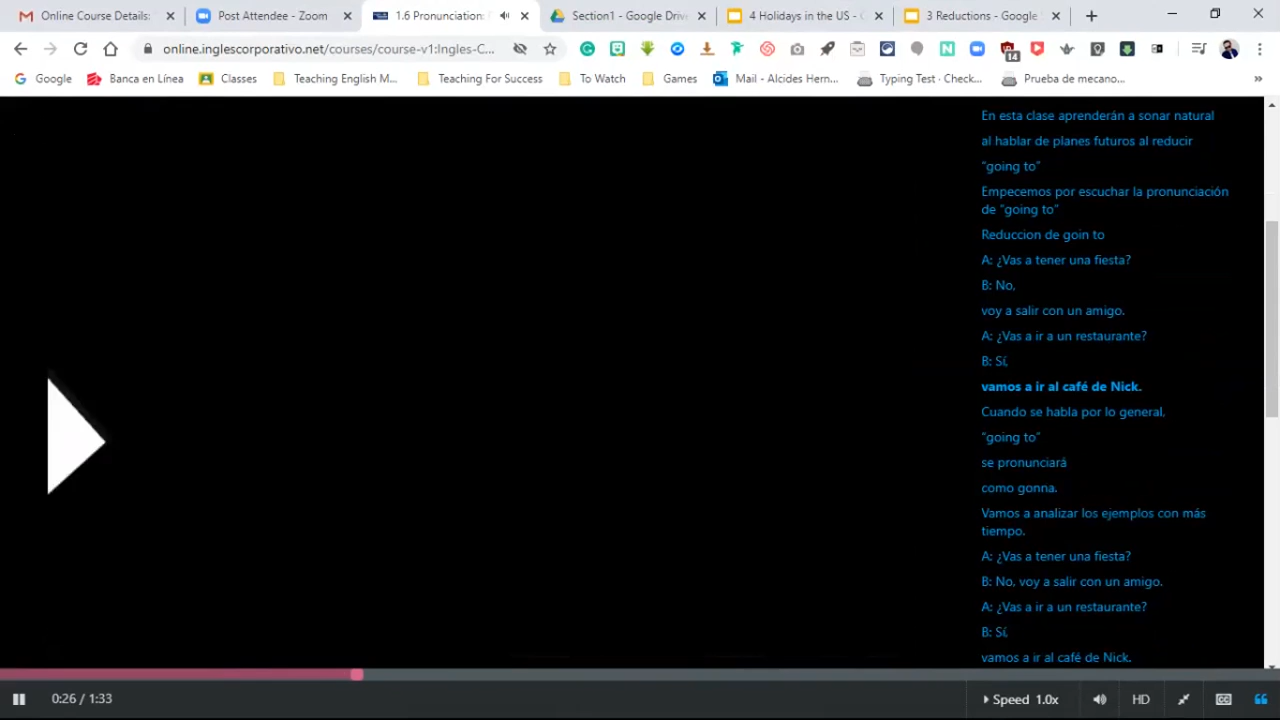 Online Course Details:
Post Attendee - Zoom
1.6 Pronunciation:
Section1 - Google Driv
4 Holidays in the US -
3 Reductions - Google
online.inglescorporativo.net/courses/course-v1:Ingles-C...
14
Google
Banca en Línea
Classes
Teaching English M...
Teaching For Success
To Watch
Games
Mail - Alcides Hern...
Typing Test · Check...
Prueba de mecano...
En esta clase aprenderán a sonar natural
al hablar de planes futuros al reducir
“going to”
Empecemos por escuchar la pronunciación
de “going to”
Reduccion de goin to
A: ¿Vas a tener una fiesta?
B: No,
voy a salir con un amigo.
A: ¿Vas a ir a un restaurante?
B: Sí,
vamos a ir al café de Nick.
Cuando se habla por lo general,
“going to”
se pronunciará
como gonna.
Vamos a analizar los ejemplos con más
tiempo.
A: ¿Vas a tener una fiesta?
B: No, voy a salir con un amigo.
A: ¿Vas a ir a un restaurante?
B: Sí,
vamos a ir al café de Nick.
0:26 / 1:33
Speed 1.0x
HD
CC